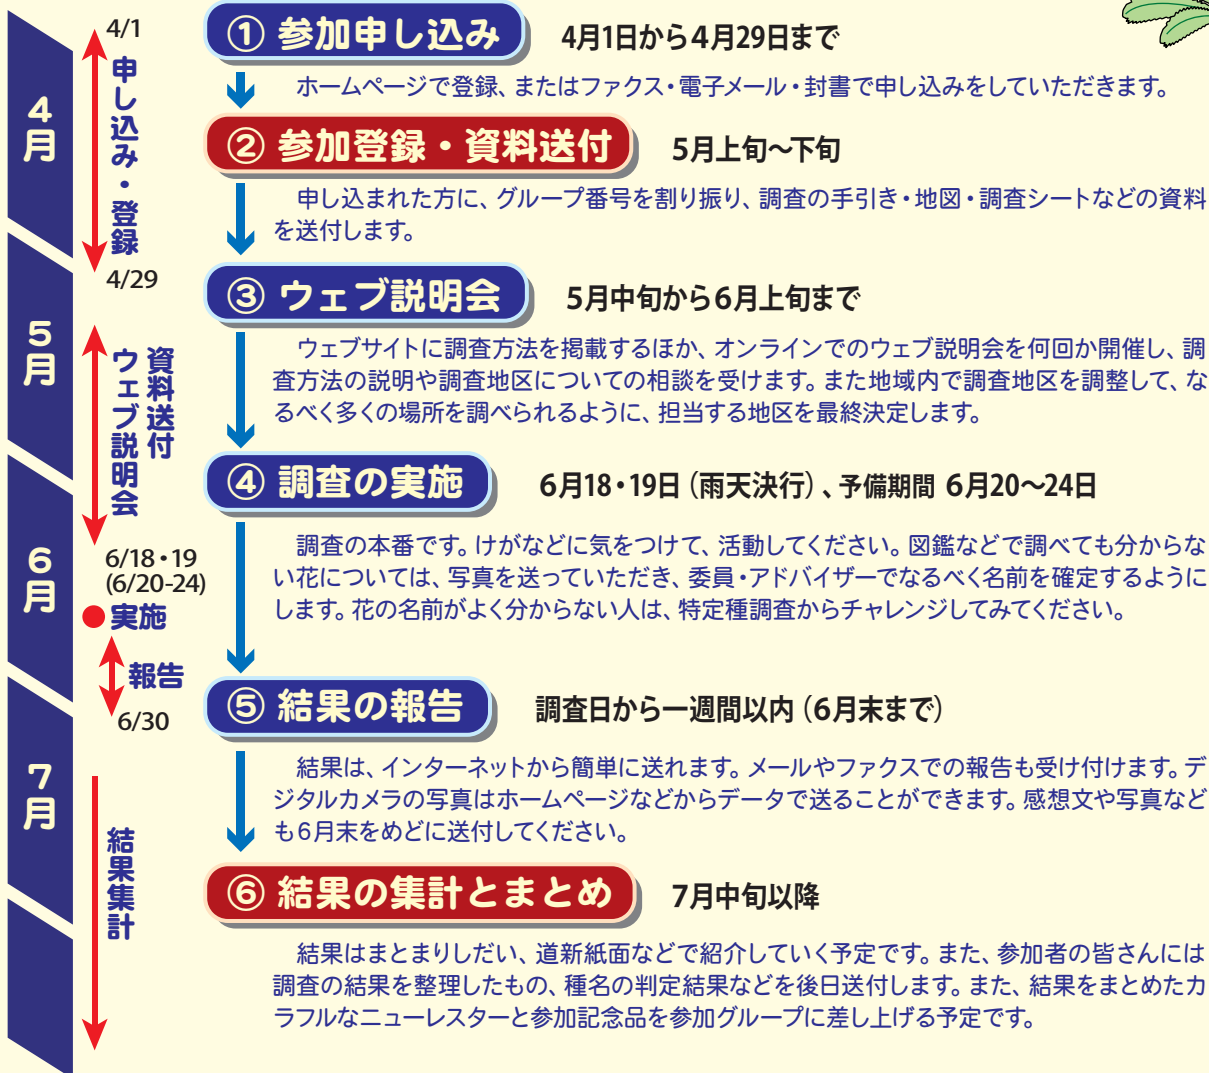 4月
5月
6月
7月
4/1
申し込み・登録
4/29
資料送付
ウェブ説明会
6/18・19
(6/20-24)
実施
報告
6/30
結果集計
① 参加申し込み 4月1日から4月29日まで
ホームページで登録、またはファクス・電子メール・封書で申し込みをしていただきます。
② 参加登録・資料送付 5月上旬〜下旬
申し込まれた方に、グループ番号を割り振り、調査の手引き・地図・調査シートなどの資料
を送付します。
③ ウェブ説明会 5月中旬から6月上旬まで
ウェブサイトに調査方法を掲載するほか、オンラインでのウェブ説明会を何回か開催し、調
査方法の説明や調査地区についての相談を受けます。また地域内で調査地区を調整して、な
るべく多くの場所を調べられるように、担当する地区を最終決定します。
④ 調査の実施 6月18・19日（雨天決行）、予備期間 6月20〜24日
調査の本番です。けがなどに気をつけて、活動してください。図鑑などで調べても分からな
い花については、写真を送っていただき、委員・アドバイザーでなるべく名前を確定するように
します。花の名前がよく分からない人は、特定種調査からチャレンジしてみてください。
⑤ 結果の報告 調査日から一週間以内（6月末まで）
結果は、インターネットから簡単に送れます。メールやファクスでの報告も受け付けます。デ
ジタルカメラの写真はホームページなどからデータで送ることができます。感想文や写真など
も6月末をめどに送付してください。
⑥ 結果の集計とまとめ 7月中旬以降
結果はまとまりしだい、道新紙面などで紹介していく予定です。また、参加者の皆さんには
調査の結果を整理したもの、種名の判定結果などを後日送付します。また、結果をまとめたカ
ラフルなニューレスターと参加記念品を参加グループに差し上げる予定です。